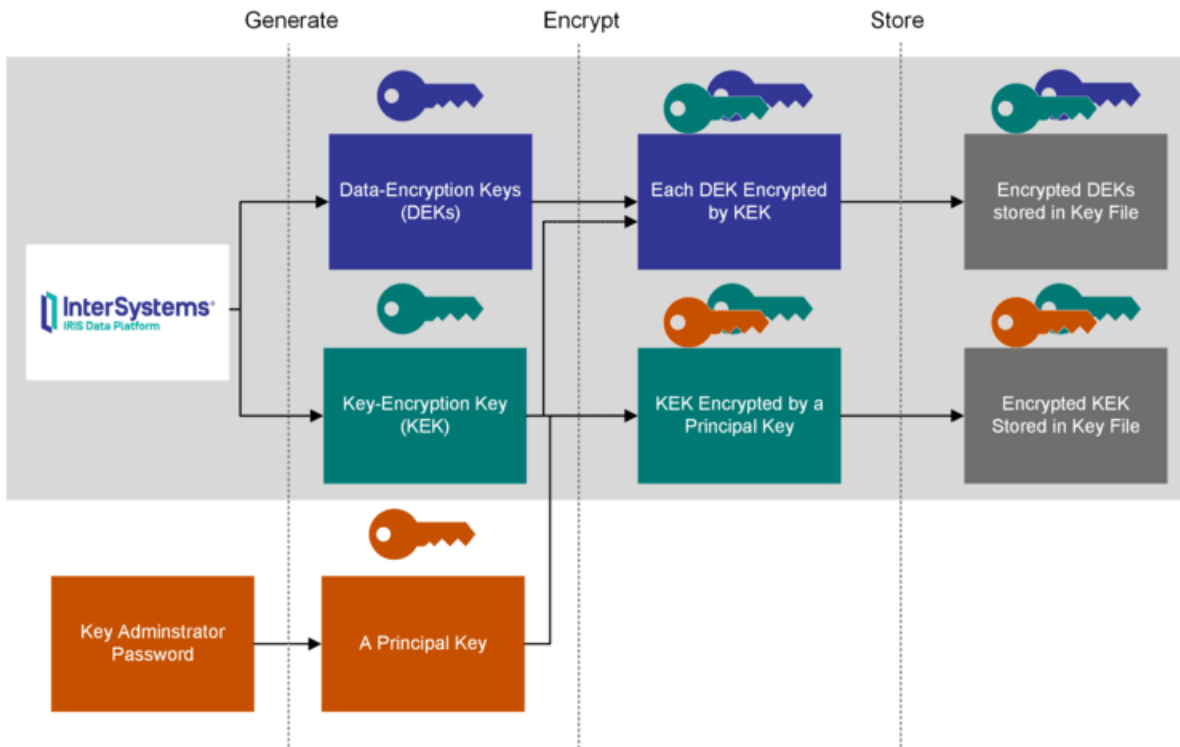 Generate
Encrypt
Store
Data-Encryption Keys
(DEKs)
Each DEK Encrypted
by KEK
Encrypted DEKs
stored in Key File
InterSystems®
IRIS Data Platform
Key-Encryption Key
(KEK)
KEK Encrypted by a
Principal Key
Encrypted KEK
Stored in Key File
Key Adminstrator
Password
A Principal Key